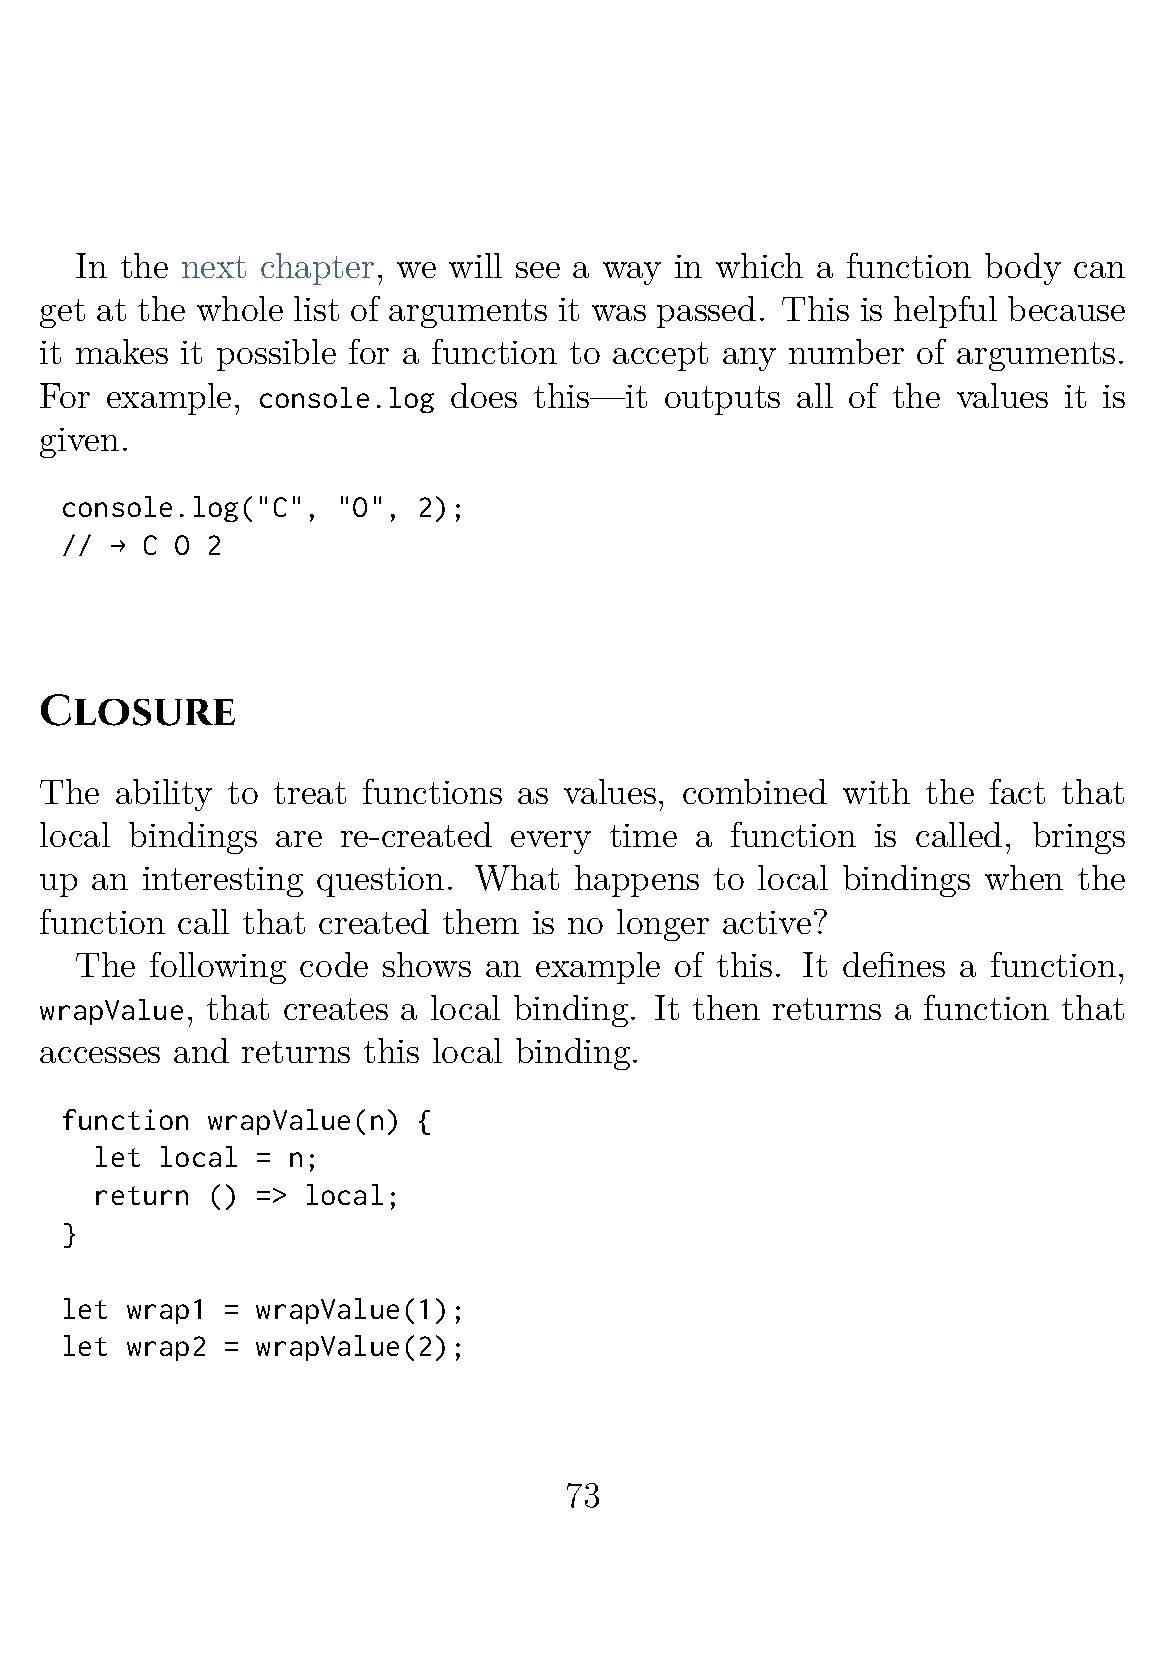 In the next chapter, we will see a way in which a function body can
get at the whole list of arguments it was passed. This is helpful because
it makes it possible for a function to accept any number of arguments.
For example, console.log does this—it outputs all of the values it is
given.
console.log("C", "O", 2);
// → C O 2
Closure
The ability to treat functions as values, combined with the fact that
local bindings are re-created every time a function is called, brings
up an interesting question. What happens to local bindings when the
function call that created them is no longer active?
The following code shows an example of this. It defines a function,
wrapValue, that creates a local binding. It then returns a function that
accesses and returns this local binding.
function wrapValue(n) {
  let local = n;
  return () => local;
}
let wrap1 = wrapValue(1);
let wrap2 = wrapValue(2);
73